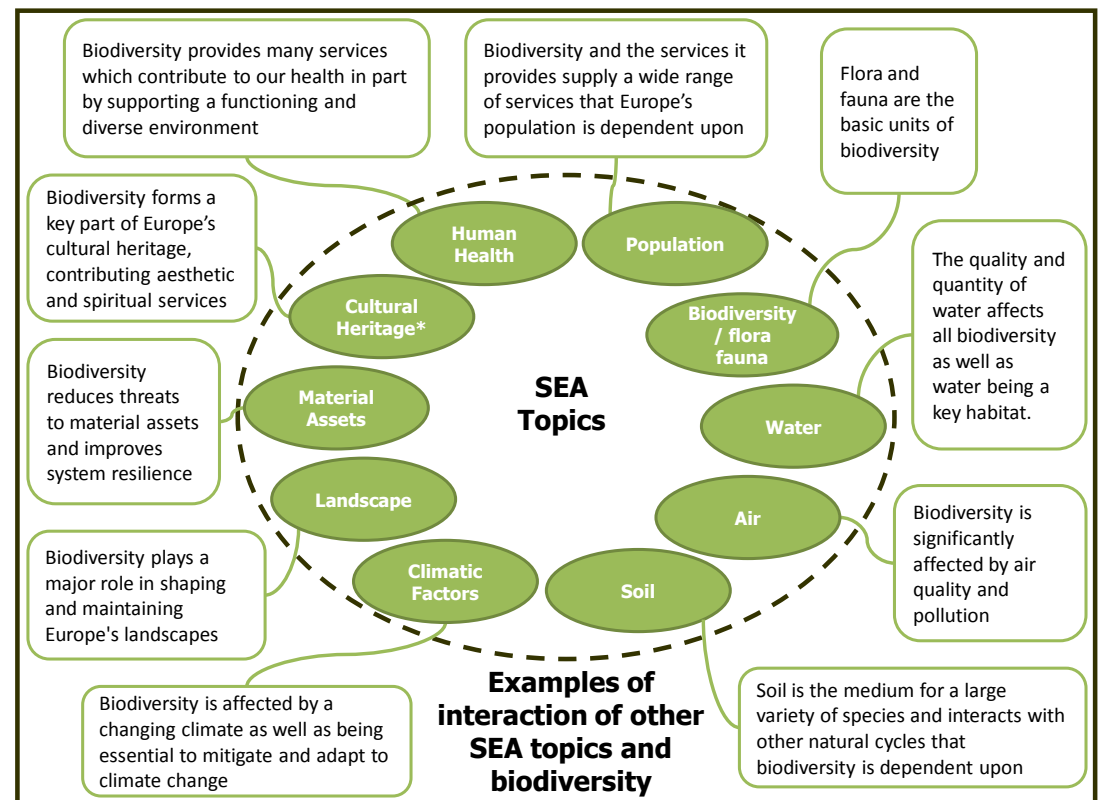 Biodiversity provides many services
which contribute to our health in part
by supporting a functioning and
diverse environment
Biodiversity and the services it
provides supply a wide range
of services that Europe’s
population is dependent upon
Flora and
fauna are the
basic units of
biodiversity
Biodiversity forms a
key part of Europe’s
cultural heritage,
contributing aesthetic
and spiritual services
Human
Health
Population
The quality and
quantity of
water affects
all biodiversity
as well as
water being a
key habitat.
Cultural
Heritage*
Biodiversity
/ flora
fauna
Biodiversity
reduces threats
to material assets
and improves
system resilience
Material
Assets
SEA
Topics
Water
Landscape
Air
Biodiversity is
significantly
affected by air
quality and
pollution
Biodiversity plays a
major role in shaping
and maintaining
Europe's landscapes
Climatic
Factors
Soil
Biodiversity is affected by a
changing climate as well as being
essential to mitigate and adapt to
climate change
Examples of
interaction of other
SEA topics and
biodiversity
Soil is the medium for a large
variety of species and interacts with
other natural cycles that
biodiversity is dependent upon